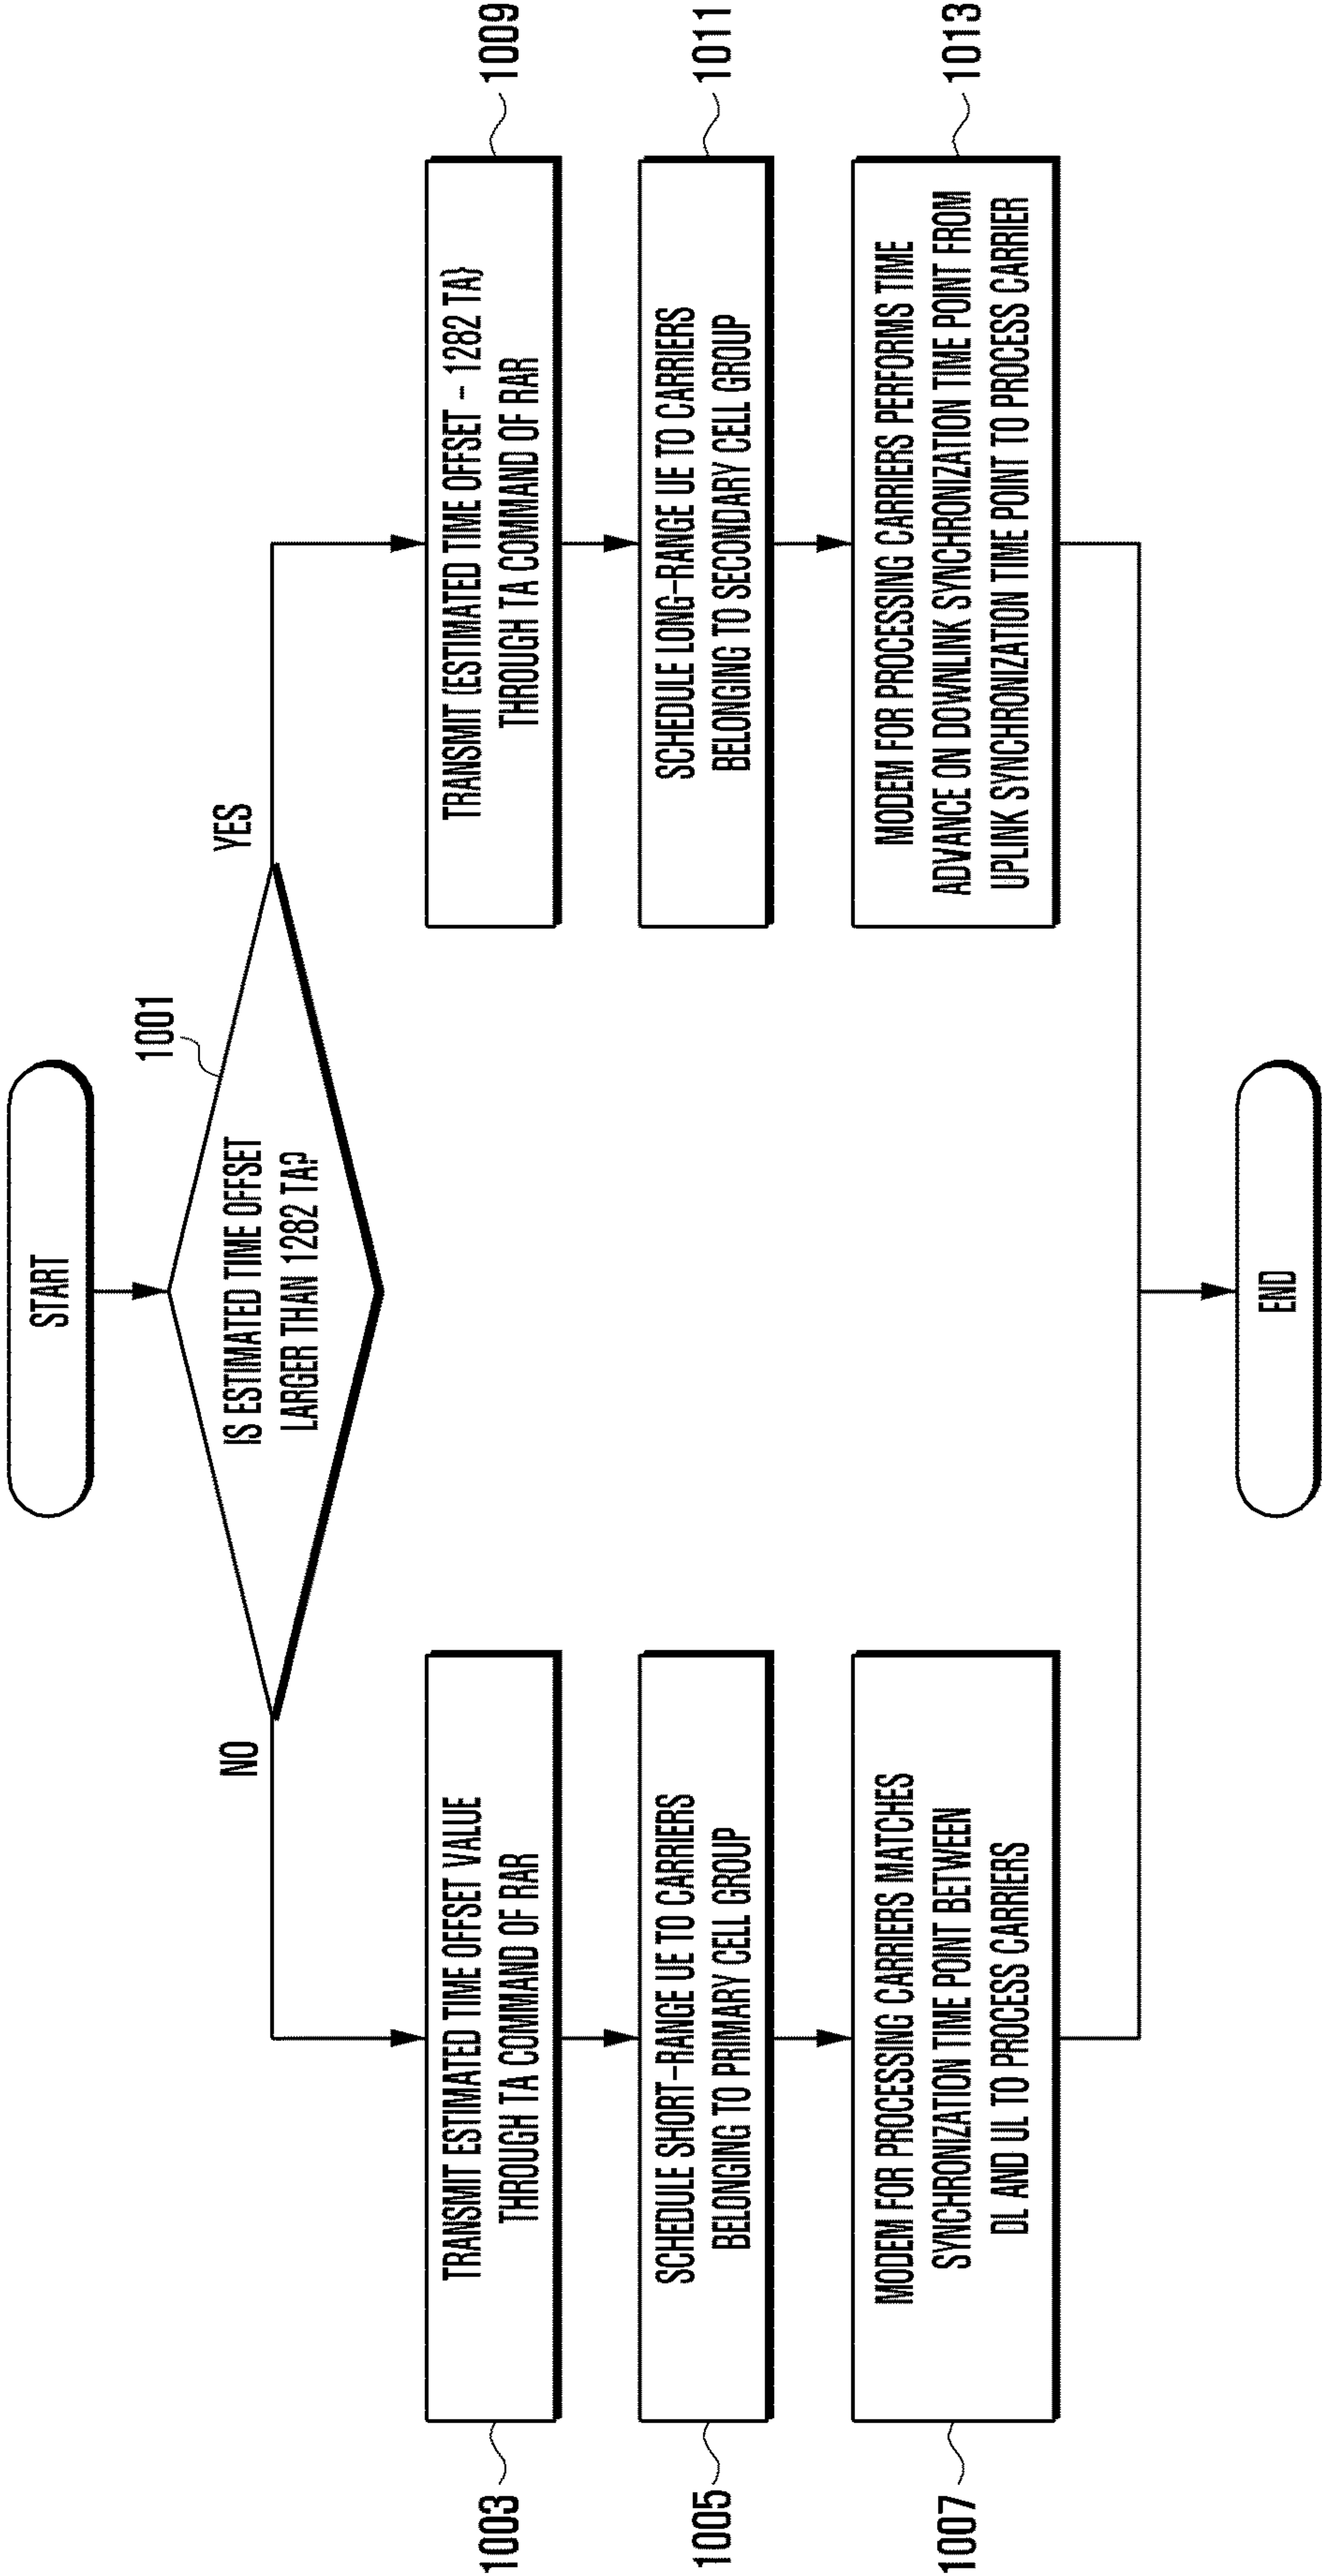 START
1001
IS ESTIMATED TIME OFFSET
LARGER THAN 1282 TA?
NO
YES
1003
TRANSMIT ESTIMATED TIME OFFSET VALUE
THROUGH TA COMMAND OF RAR
1005
SCHEDULE SHORT-RANGE UE TO CARRIERS
BELONGING TO PRIMARY CELL GROUP
1007
MODEM FOR PROCESSING CARRIERS MATCHES
SYNCHRONIZATION TIME POINT BETWEEN
DL AND UL TO PROCESS CARRIERS
1009
TRANSMIT (ESTIMATED TIME OFFSET - 1282 TA)
THROUGH TA COMMAND OF RAR
1011
SCHEDULE LONG-RANGE UE TO CARRIERS
BELONGING TO SECONDARY CELL GROUP
1013
MODEM FOR PROCESSING CARRIERS PERFORMS TIME
ADVANCE ON DOWNLINK SYNCHRONIZATION TIME POINT FROM
UPLINK SYNCHRONIZATION TIME POINT TO PROCESS CARRIER
END